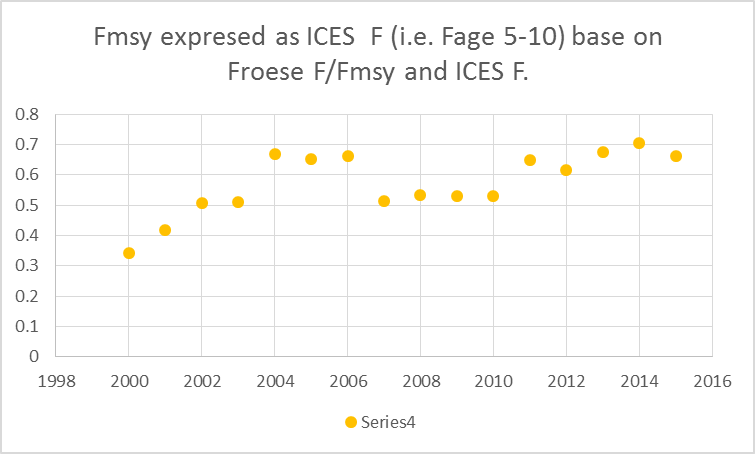 Fmsy expresed as ICES F (i.e. Fage 5-10) base on
Froese F/Fmsy and ICES F.
0.8
0.7
0.6
0.5
0.4
0.3
0.2
0.1
0
1998 2000 2002 2004 2006 2008 2010 2012 2014 2016
Series4